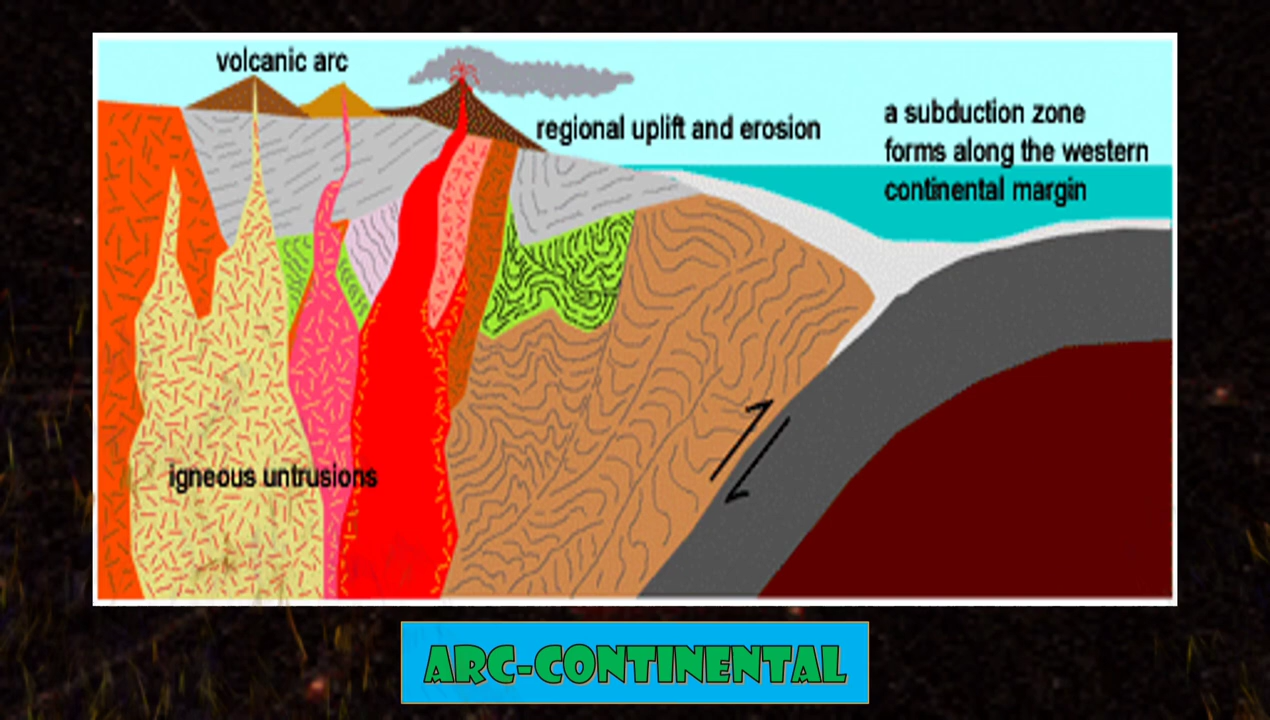 volcanic arc
regional uplift and erosion
a subduction zone
forms along the western
continental margin
igneous untrusions
ARC-CONTINENTAL